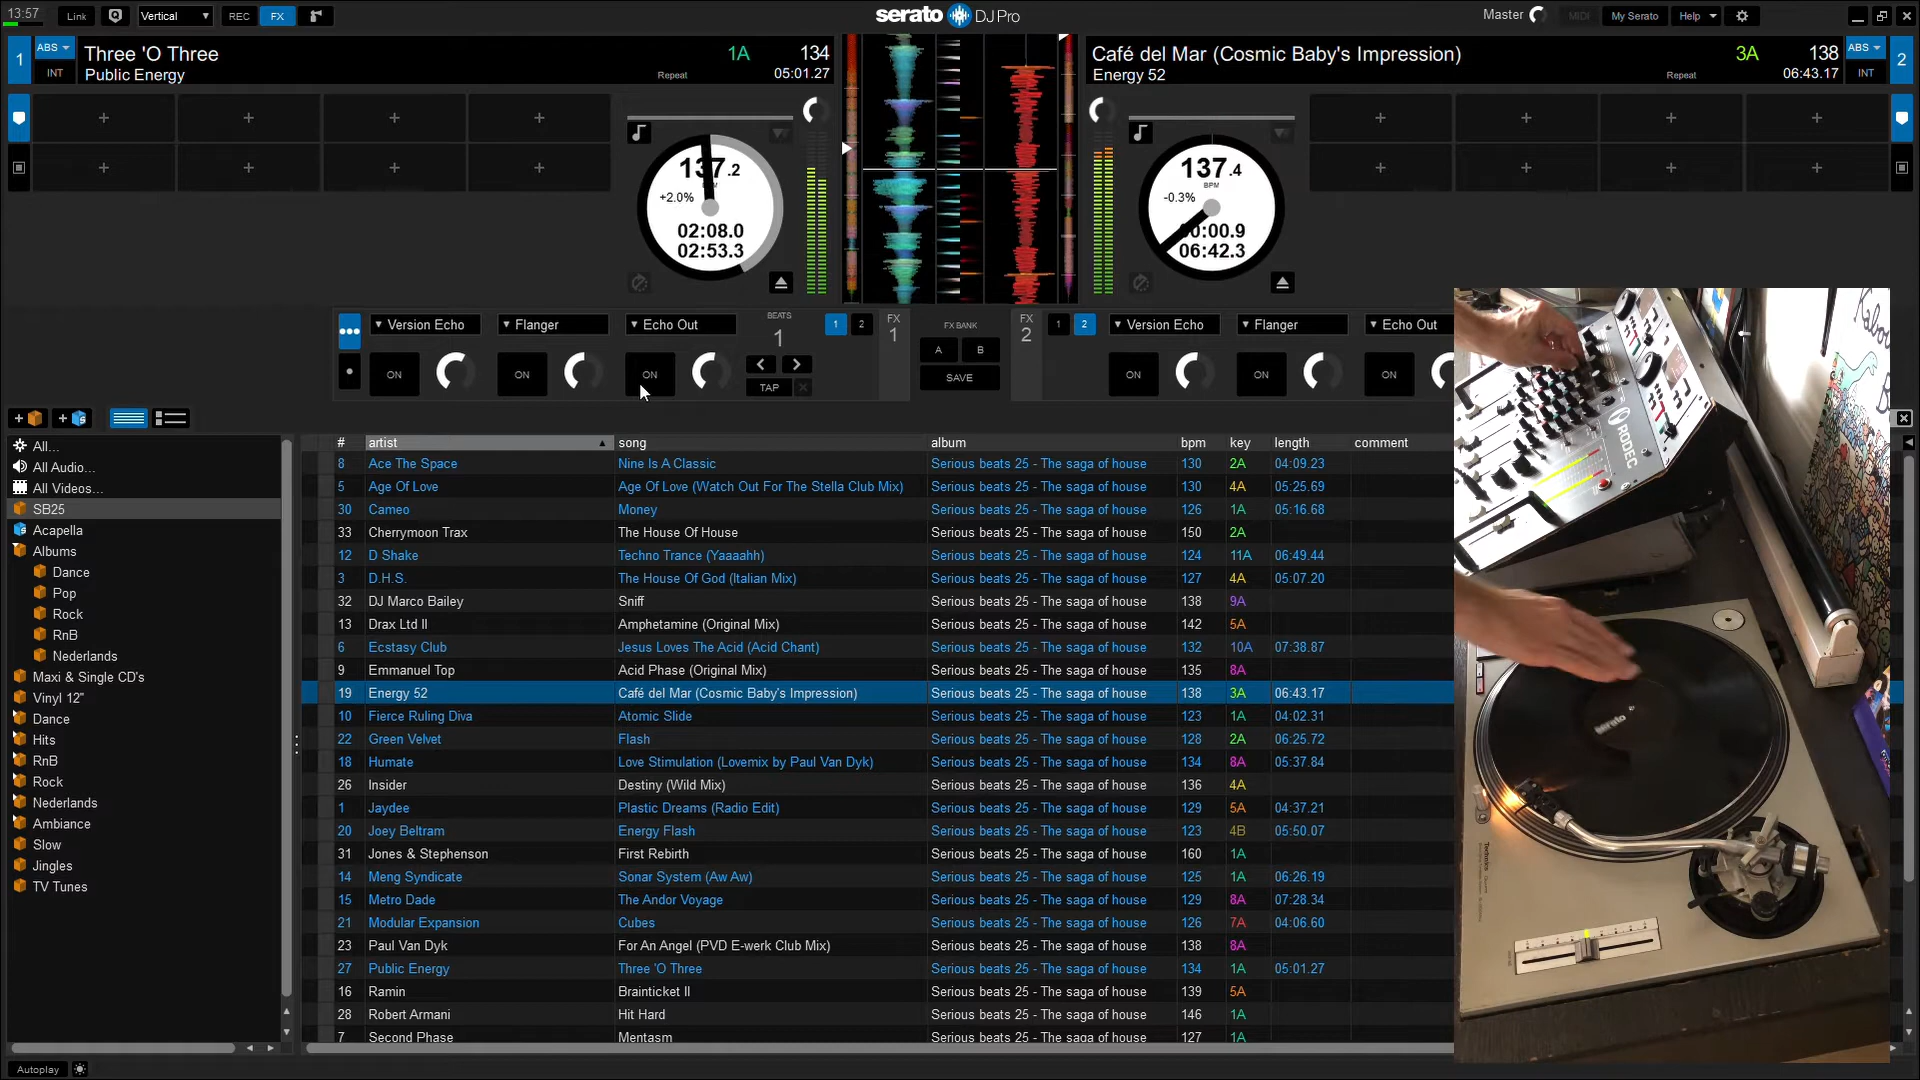 13:57 Link Vertical REC FX serato DJ Pro Master MIDI My Serato Help
1 ABS Three 'O Three 1A 134
INT Public Energy Repeat 05:01.27
Café del Mar (Cosmic Baby's Impression) 3A 138 ABS 2
Energy 52 Repeat 06:43.17 INT
137.2
BPM
+2.0%
02:08.0
02:53.3
137.4
BPM
-0.3%
00:00.9
06:42.3
Version Echo Flanger Echo Out BEATS 1 1 2 FX 1
ON ON ON TAP
FX BANK
A B
SAVE
FX 2 1 2 Version Echo Flanger Echo Out
ON ON ON
All...
All Audio...
All Videos...
SB25
Acapella
Albums
Dance
Pop
Rock
RnB
Nederlands
Maxi & Single CD's
Vinyl 12"
Dance
Hits
RnB
Rock
Nederlands
Ambiance
Slow
Jingles
TV Tunes
# artist song album bpm key length comment
8 Ace The Space Nine Is A Classic Serious beats 25 - The saga of house 130 2A 04:09.23
5 Age Of Love Age Of Love (Watch Out For The Stella Club Mix) Serious beats 25 - The saga of house 130 4A 05:25.69
30 Cameo Money Serious beats 25 - The saga of house 126 1A 05:16.68
33 Cherrymoon Trax The House Of House Serious beats 25 - The saga of house 150 2A
12 D Shake Techno Trance (Yaaaahh) Serious beats 25 - The saga of house 124 11A 06:49.44
3 D.H.S. The House Of God (Italian Mix) Serious beats 25 - The saga of house 127 4A 05:07.20
32 DJ Marco Bailey Sniff Serious beats 25 - The saga of house 138 9A
13 Drax Ltd II Amphetamine (Original Mix) Serious beats 25 - The saga of house 142 5A
6 Ecstasy Club Jesus Loves The Acid (Acid Chant) Serious beats 25 - The saga of house 132 10A 07:38.87
9 Emmanuel Top Acid Phase (Original Mix) Serious beats 25 - The saga of house 135 8A
19 Energy 52 Café del Mar (Cosmic Baby's Impression) Serious beats 25 - The saga of house 138 3A 06:43.17
10 Fierce Ruling Diva Atomic Slide Serious beats 25 - The saga of house 123 1A 04:02.31
22 Green Velvet Flash Serious beats 25 - The saga of house 128 2A 06:25.72
18 Humate Love Stimulation (Lovemix by Paul Van Dyk) Serious beats 25 - The saga of house 134 8A 05:37.84
26 Insider Destiny (Wild Mix) Serious beats 25 - The saga of house 136 4A
1 Jaydee Plastic Dreams (Radio Edit) Serious beats 25 - The saga of house 129 5A 04:37.21
20 Joey Beltram Energy Flash Serious beats 25 - The saga of house 123 4B 05:50.07
31 Jones & Stephenson First Rebirth Serious beats 25 - The saga of house 160 1A
14 Meng Syndicate Sonar System (Aw Aw) Serious beats 25 - The saga of house 125 1A 06:26.19
15 Metro Dade The Andor Voyage Serious beats 25 - The saga of house 129 8A 07:28.34
21 Modular Expansion Cubes Serious beats 25 - The saga of house 126 7A 04:06.60
23 Paul Van Dyk For An Angel (PVD E-werk Club Mix) Serious beats 25 - The saga of house 138 8A
27 Public Energy Three 'O Three Serious beats 25 - The saga of house 134 1A 05:01.27
16 Ramin Brainticket II Serious beats 25 - The saga of house 139 5A
28 Robert Armani Hit Hard Serious beats 25 - The saga of house 146 1A
7 Second Phase Mentasm Serious beats 25 - The saga of house 127 1A
Autoplay
RODEC
serato
Technics